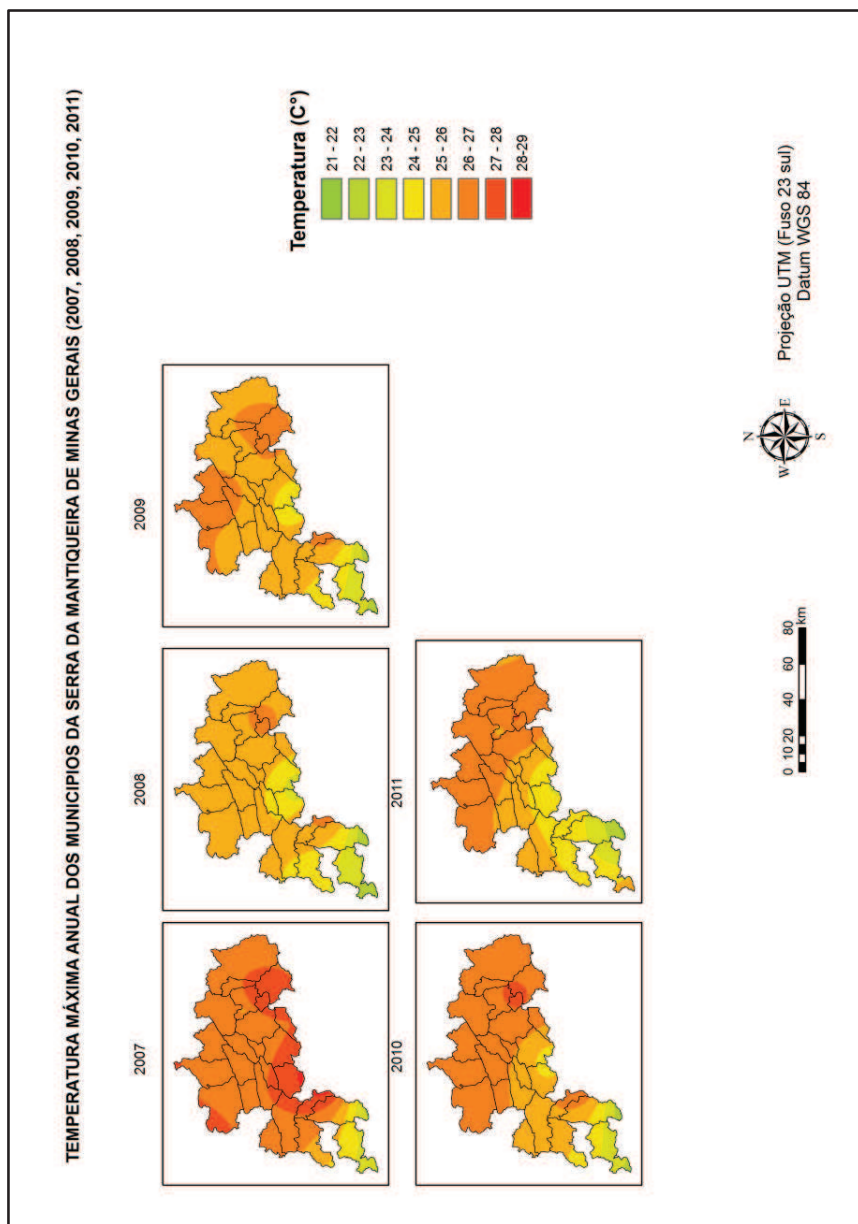 TEMPERATURA MÁXIMA ANUAL DOS MUNICIPIOS DA SERRA DA MANTIQUEIRA DE MINAS GERAIS (2007, 2008, 2009, 2010, 2011)
2007
2008
2009
2010
2011
Temperatura (C°)
21 - 22
22 - 23
23 - 24
24 - 25
25 - 26
26 - 27
27 - 28
28-29
0 10 20 40 60 80
km
N
W E
S
Projeção UTM (Fuso 23 sul)
Datum WGS 84